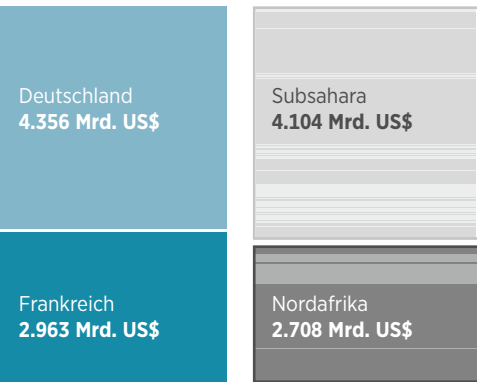 Deutschland
4.356 Mrd. US$
Subsahara
4.104 Mrd. US$
Frankreich
2.963 Mrd. US$
Nordafrika
2.708 Mrd. US$